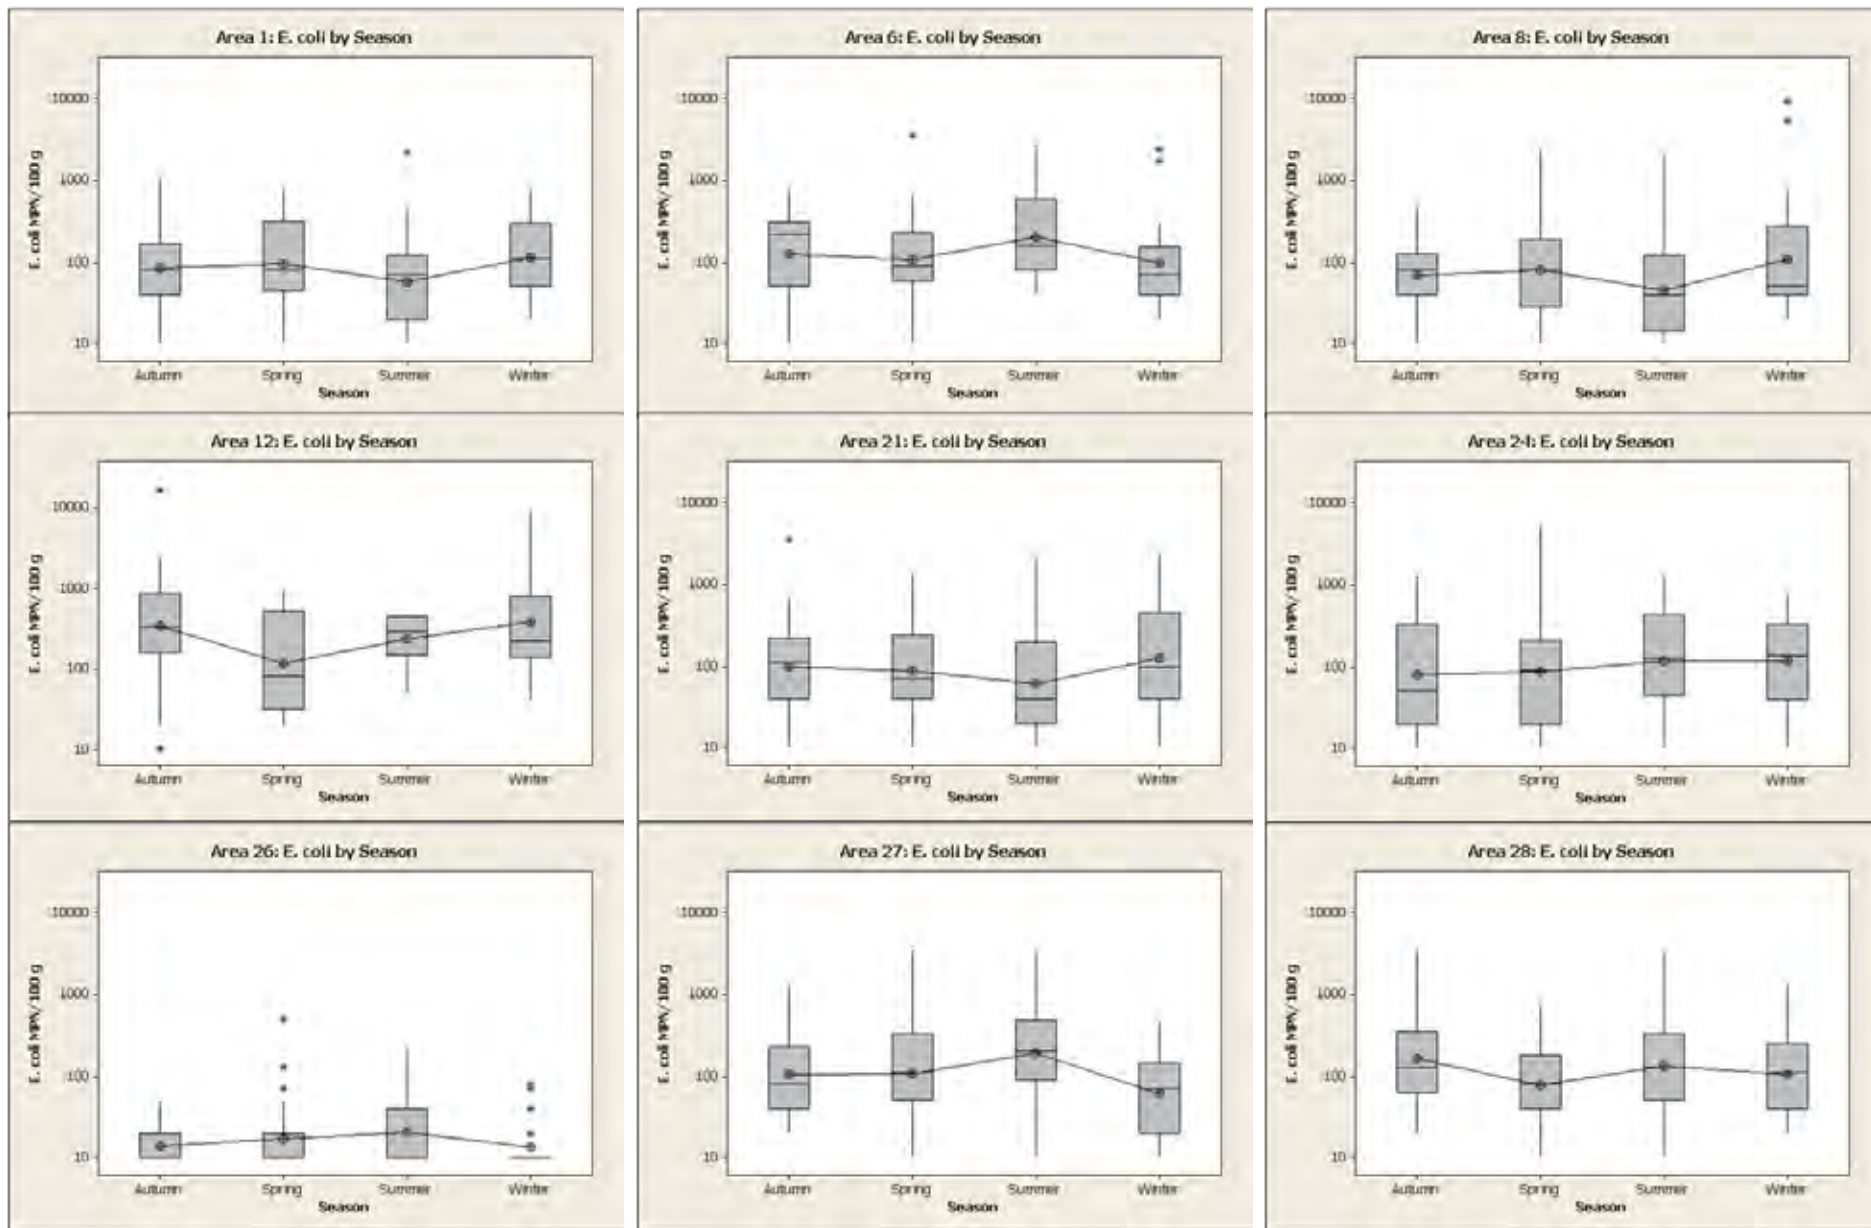 Area 1: E. coli by Season
E. coli MPN/100 g
10000
1000
100
10
Autumn Spring Summer Winter
Season
Area 6: E. coli by Season
E. coli MPN/100 g
10000
1000
100
10
Autumn Spring Summer Winter
Season
Area 8: E. coli by Season
E. coli MPN/100 g
10000
1000
100
10
Autumn Spring Summer Winter
Season
Area 12: E. coli by Season
E. coli MPN/100 g
10000
1000
100
10
Autumn Spring Summer Winter
Season
Area 21: E. coli by Season
E. coli MPN/100 g
10000
1000
100
10
Autumn Spring Summer Winter
Season
Area 24: E. coli by Season
E. coli MPN/100 g
10000
1000
100
10
Autumn Spring Summer Winter
Season
Area 26: E. coli by Season
E. coli MPN/100 g
10000
1000
100
10
Autumn Spring Summer Winter
Season
Area 27: E. coli by Season
E. coli MPN/100 g
10000
1000
100
10
Autumn Spring Summer Winter
Season
Area 28: E. coli by Season
E. coli MPN/100 g
10000
1000
100
10
Autumn Spring Summer Winter
Season